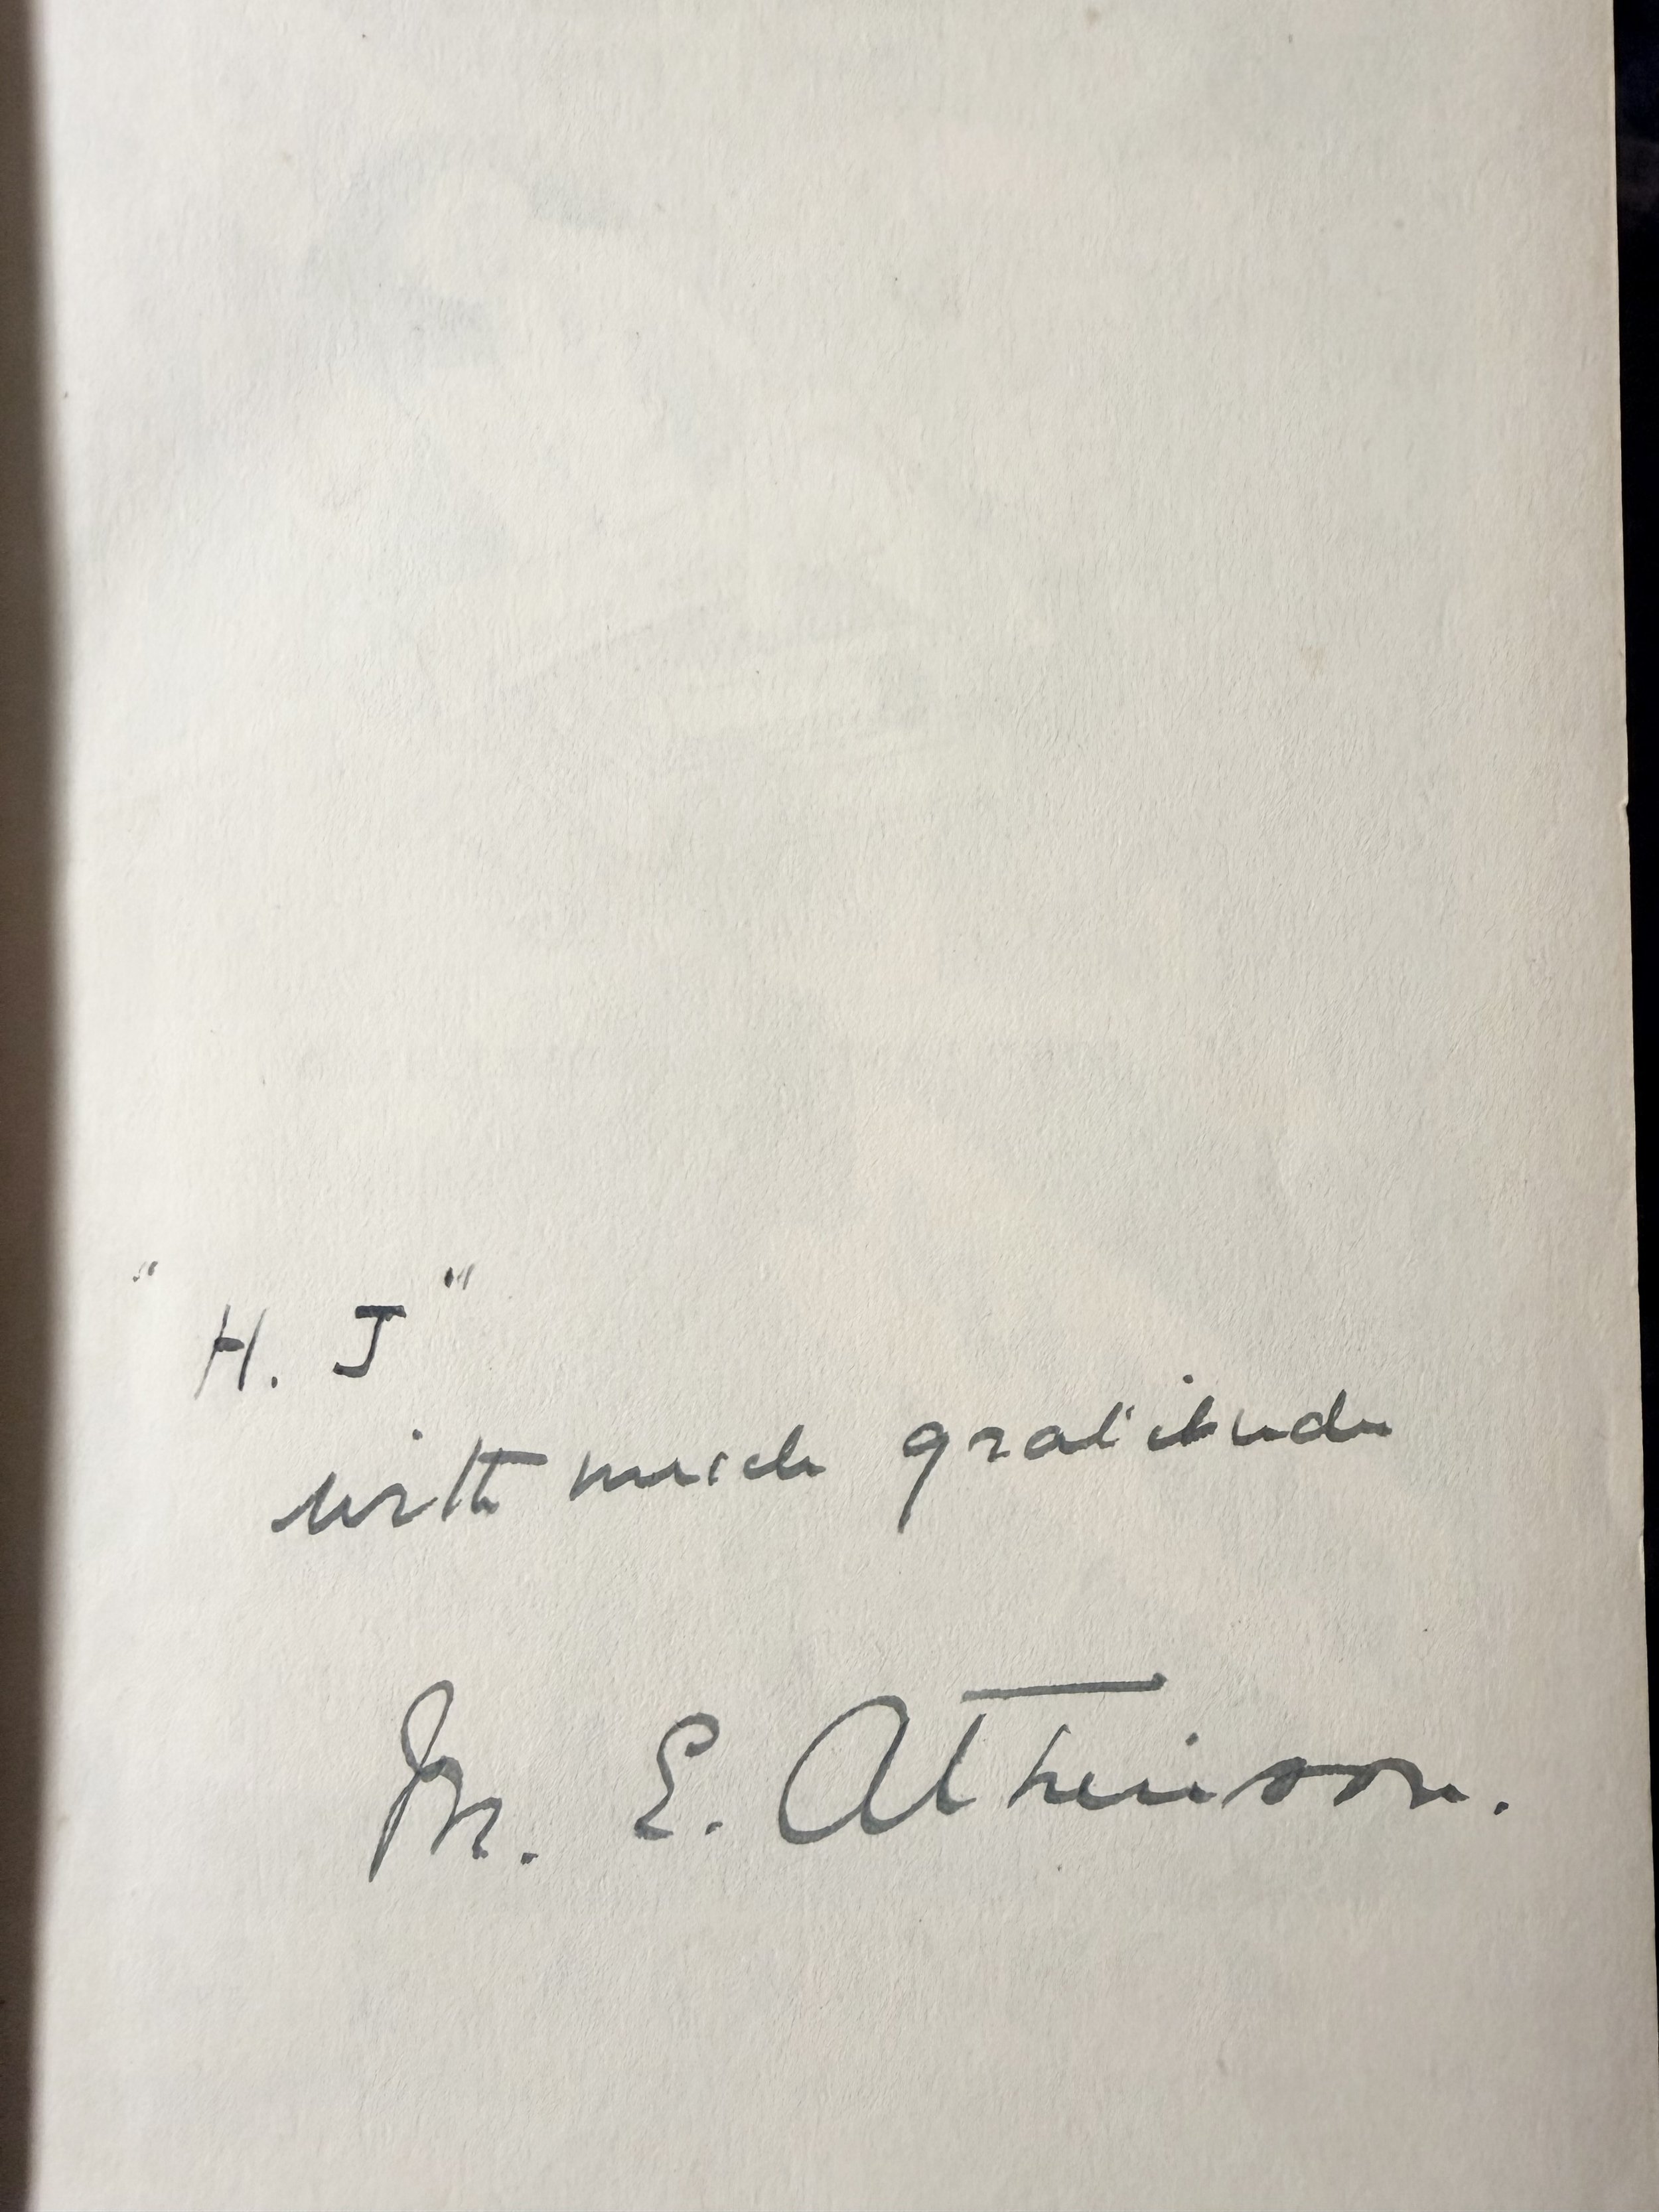 "H. J"
with much gratitude
M. E. Atkinson.